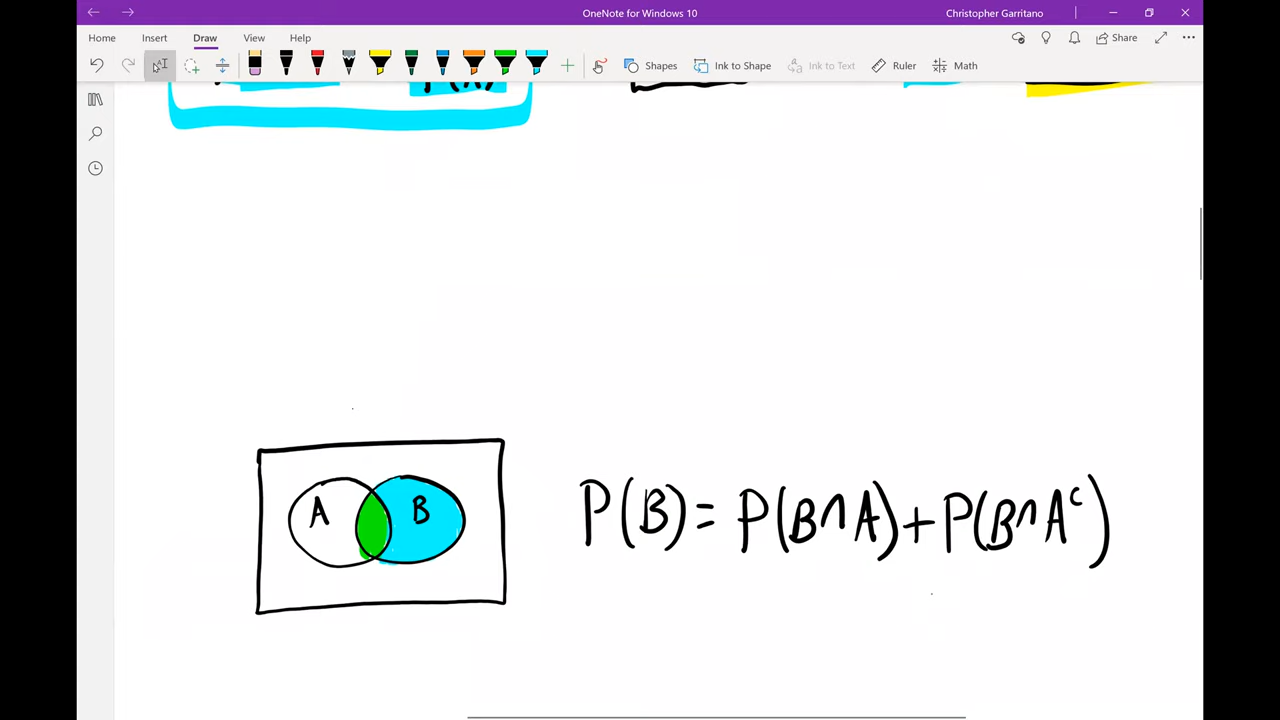 OneNote for Windows 10
Christopher Garritano
Home Insert Draw View Help
Share
Shapes Ink to Shape Ink to Text Ruler Math
A B
P(B) = P(B∩A) + P(B∩Aᶜ)